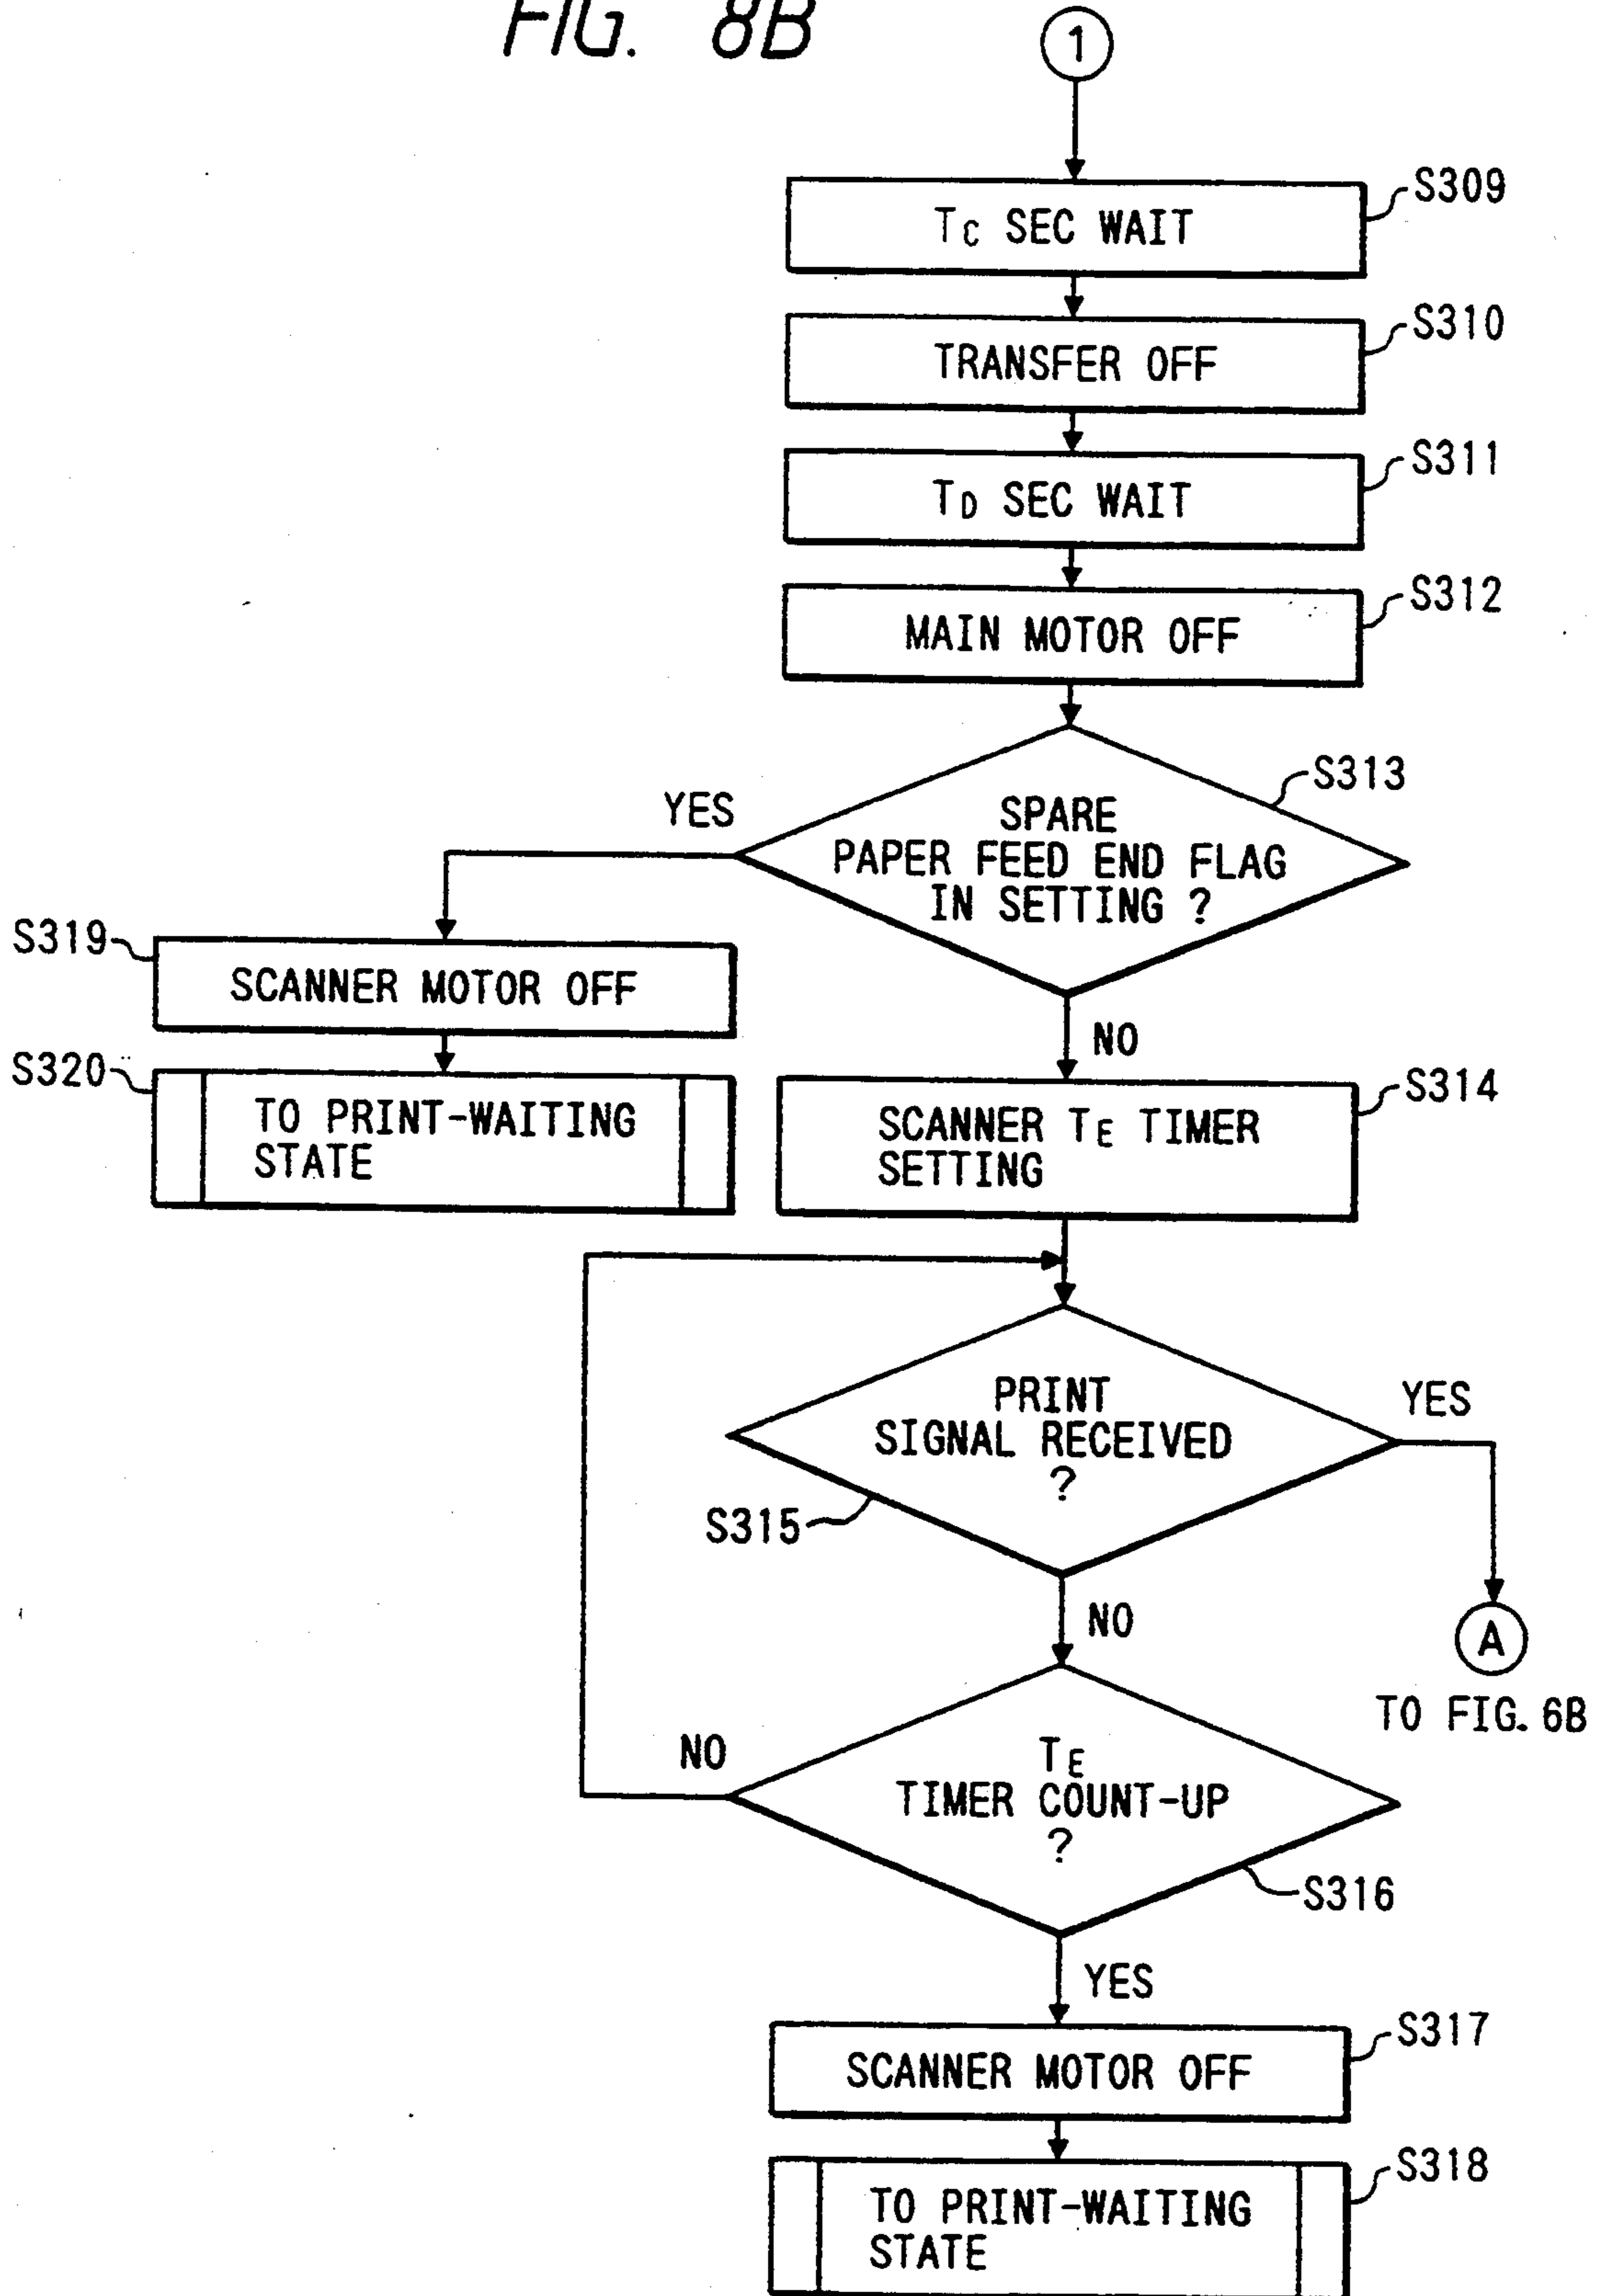 FIG. 8B
1
S309
TC SEC WAIT
S310
TRANSFER OFF
S311
TD SEC WAIT
S312
MAIN MOTOR OFF
S313
YES
SPARE
PAPER FEED END FLAG
IN SETTING ?
S319
SCANNER MOTOR OFF
NO
S320
TO PRINT-WAITING
STATE
S314
SCANNER TE TIMER
SETTING
PRINT
SIGNAL RECEIVED
?
YES
S315
NO
A
TO FIG. 6B
NO
TE
TIMER COUNT-UP
?
S316
YES
S317
SCANNER MOTOR OFF
S318
TO PRINT-WAITING
STATE